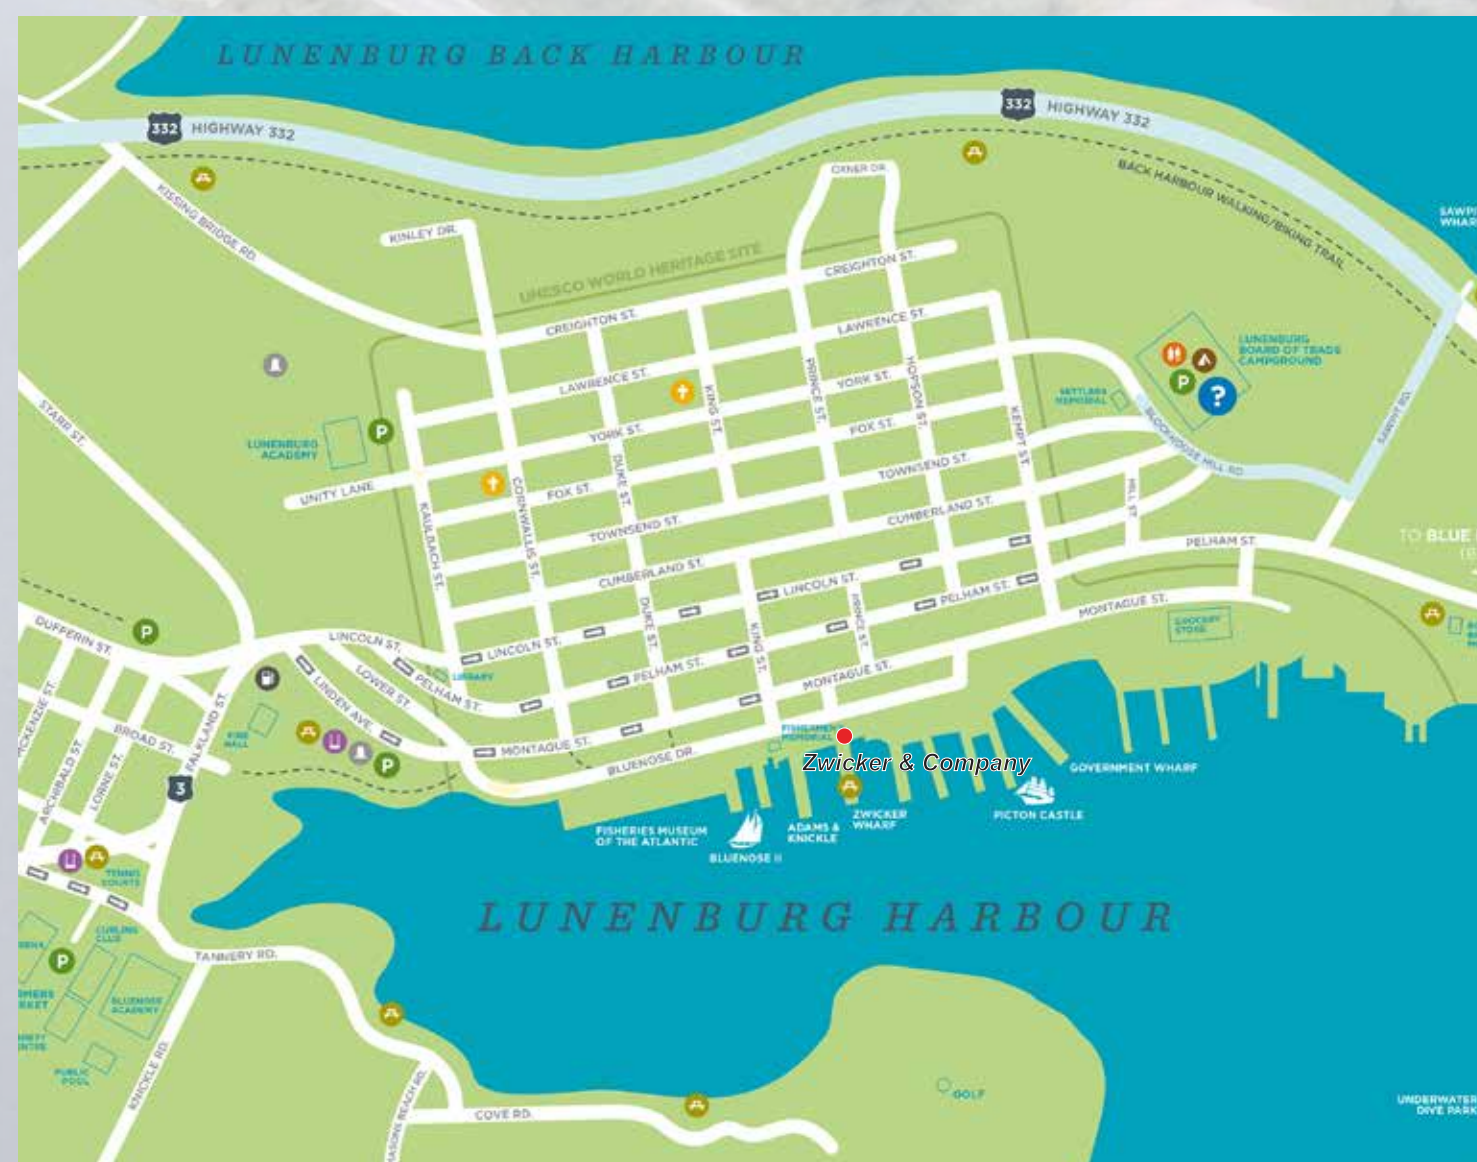 LUNENBURG BACK HARBOUR
332
HIGHWAY 332
332
HIGHWAY 332
BACK HARBOUR WALKING/BIKING TRAIL
KISSING BRIDGE RD.
KINLEY DR.
OXNER DR.
UNESCO WORLD HERITAGE SITE
CREIGHTON ST.
CREIGHTON ST.
LAWRENCE ST.
LAWRENCE ST.
LUNENBURG
BOARD OF TRADE
CAMPGROUND
P
?
SETTLERS
MEMORIAL
BLOCKHOUSE HILL RD
SAWPIT RD.
STARR ST.
LUNENBURG
ACADEMY
P
UNITY LANE
YORK ST.
YORK ST.
FOX ST.
FOX ST.
TOWNSEND ST.
TOWNSEND ST.
CUMBERLAND ST.
CUMBERLAND ST.
KAULBACH ST.
CORNWALLIS ST.
DUKE ST.
DUKE ST.
KING ST.
KING ST.
PRINCE ST.
PRINCE ST.
HOPSON ST.
KEMPT ST.
HILL ST.
LINCOLN ST.
LINCOLN ST.
LINCOLN ST.
PELHAM ST.
PELHAM ST.
PELHAM ST.
PELHAM ST.
MONTAGUE ST.
MONTAGUE ST.
MONTAGUE ST.
TO BLUE
GROCERY
STORE
LIBRARY
P
DUFFERIN ST.
LOWER ST.
LINDEN AVE.
FIRE
HALL
P
BROAD ST.
FALKLAND ST.
MCKENZIE ST.
ARCHIBALD ST.
LORNE ST.
3
BLUENOSE DR.
FISHERMEN
MEMORIAL
Zwicker & Company
GOVERNMENT WHARF
PICTON CASTLE
ZWICKER
WHARF
ADAMS &
KNICKLE
BLUENOSE II
FISHERIES MUSEUM
OF THE ATLANTIC
LUNENBURG HARBOUR
TENNIS
COURTS
CURLING
CLUB
P
BLUENOSE
ACADEMY
PUBLIC
POOL
TANNERY RD.
KNICKLE RD.
MASONS BEACH RD.
COVE RD.
GOLF
UNDERWATER
DIVE PARK